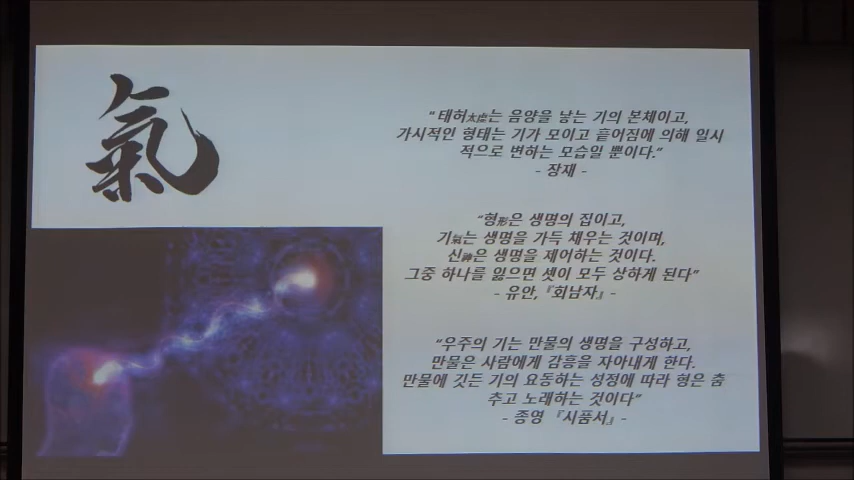 氣
“태허太虛는 음양을 낳는 기의 본체이고,
가시적인 형태는 기가 모이고 흩어짐에 의해 일시
적으로 변하는 모습일 뿐이다.”
- 장재 -
“형形은 생명의 집이고,
기氣는 생명을 가득 채우는 것이며,
신神은 생명을 제어하는 것이다.
그중 하나를 잃으면 셋이 모두 상하게 된다”
- 유안,『회남자』-
“우주의 기는 만물의 생명을 구성하고,
만물은 사람에게 감흥을 자아내게 한다.
만물에 깃든 기의 요동하는 성정에 따라 형은 춤
추고 노래하는 것이다”
- 종영 『시품서』-